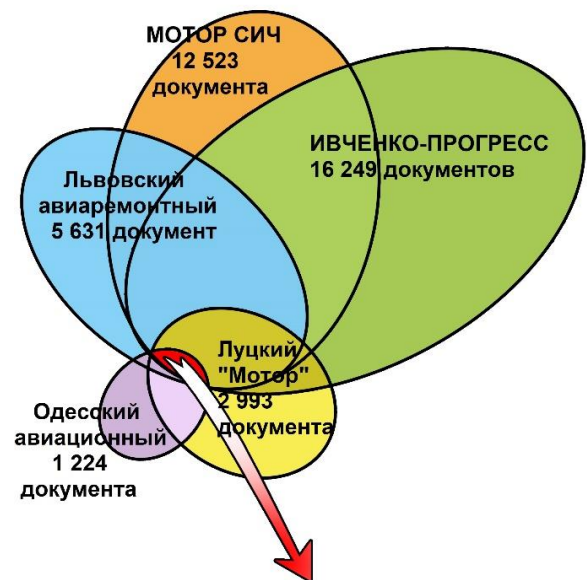 МОТОР СИЧ
12 523
документа
ИВЧЕНКО-ПРОГРЕСС
16 249 документов
Львовский
авиаремонтный
5 631 документ
Луцкий
"Мотор"
2 993
документа
Одесский
авиационный
1 224
документа